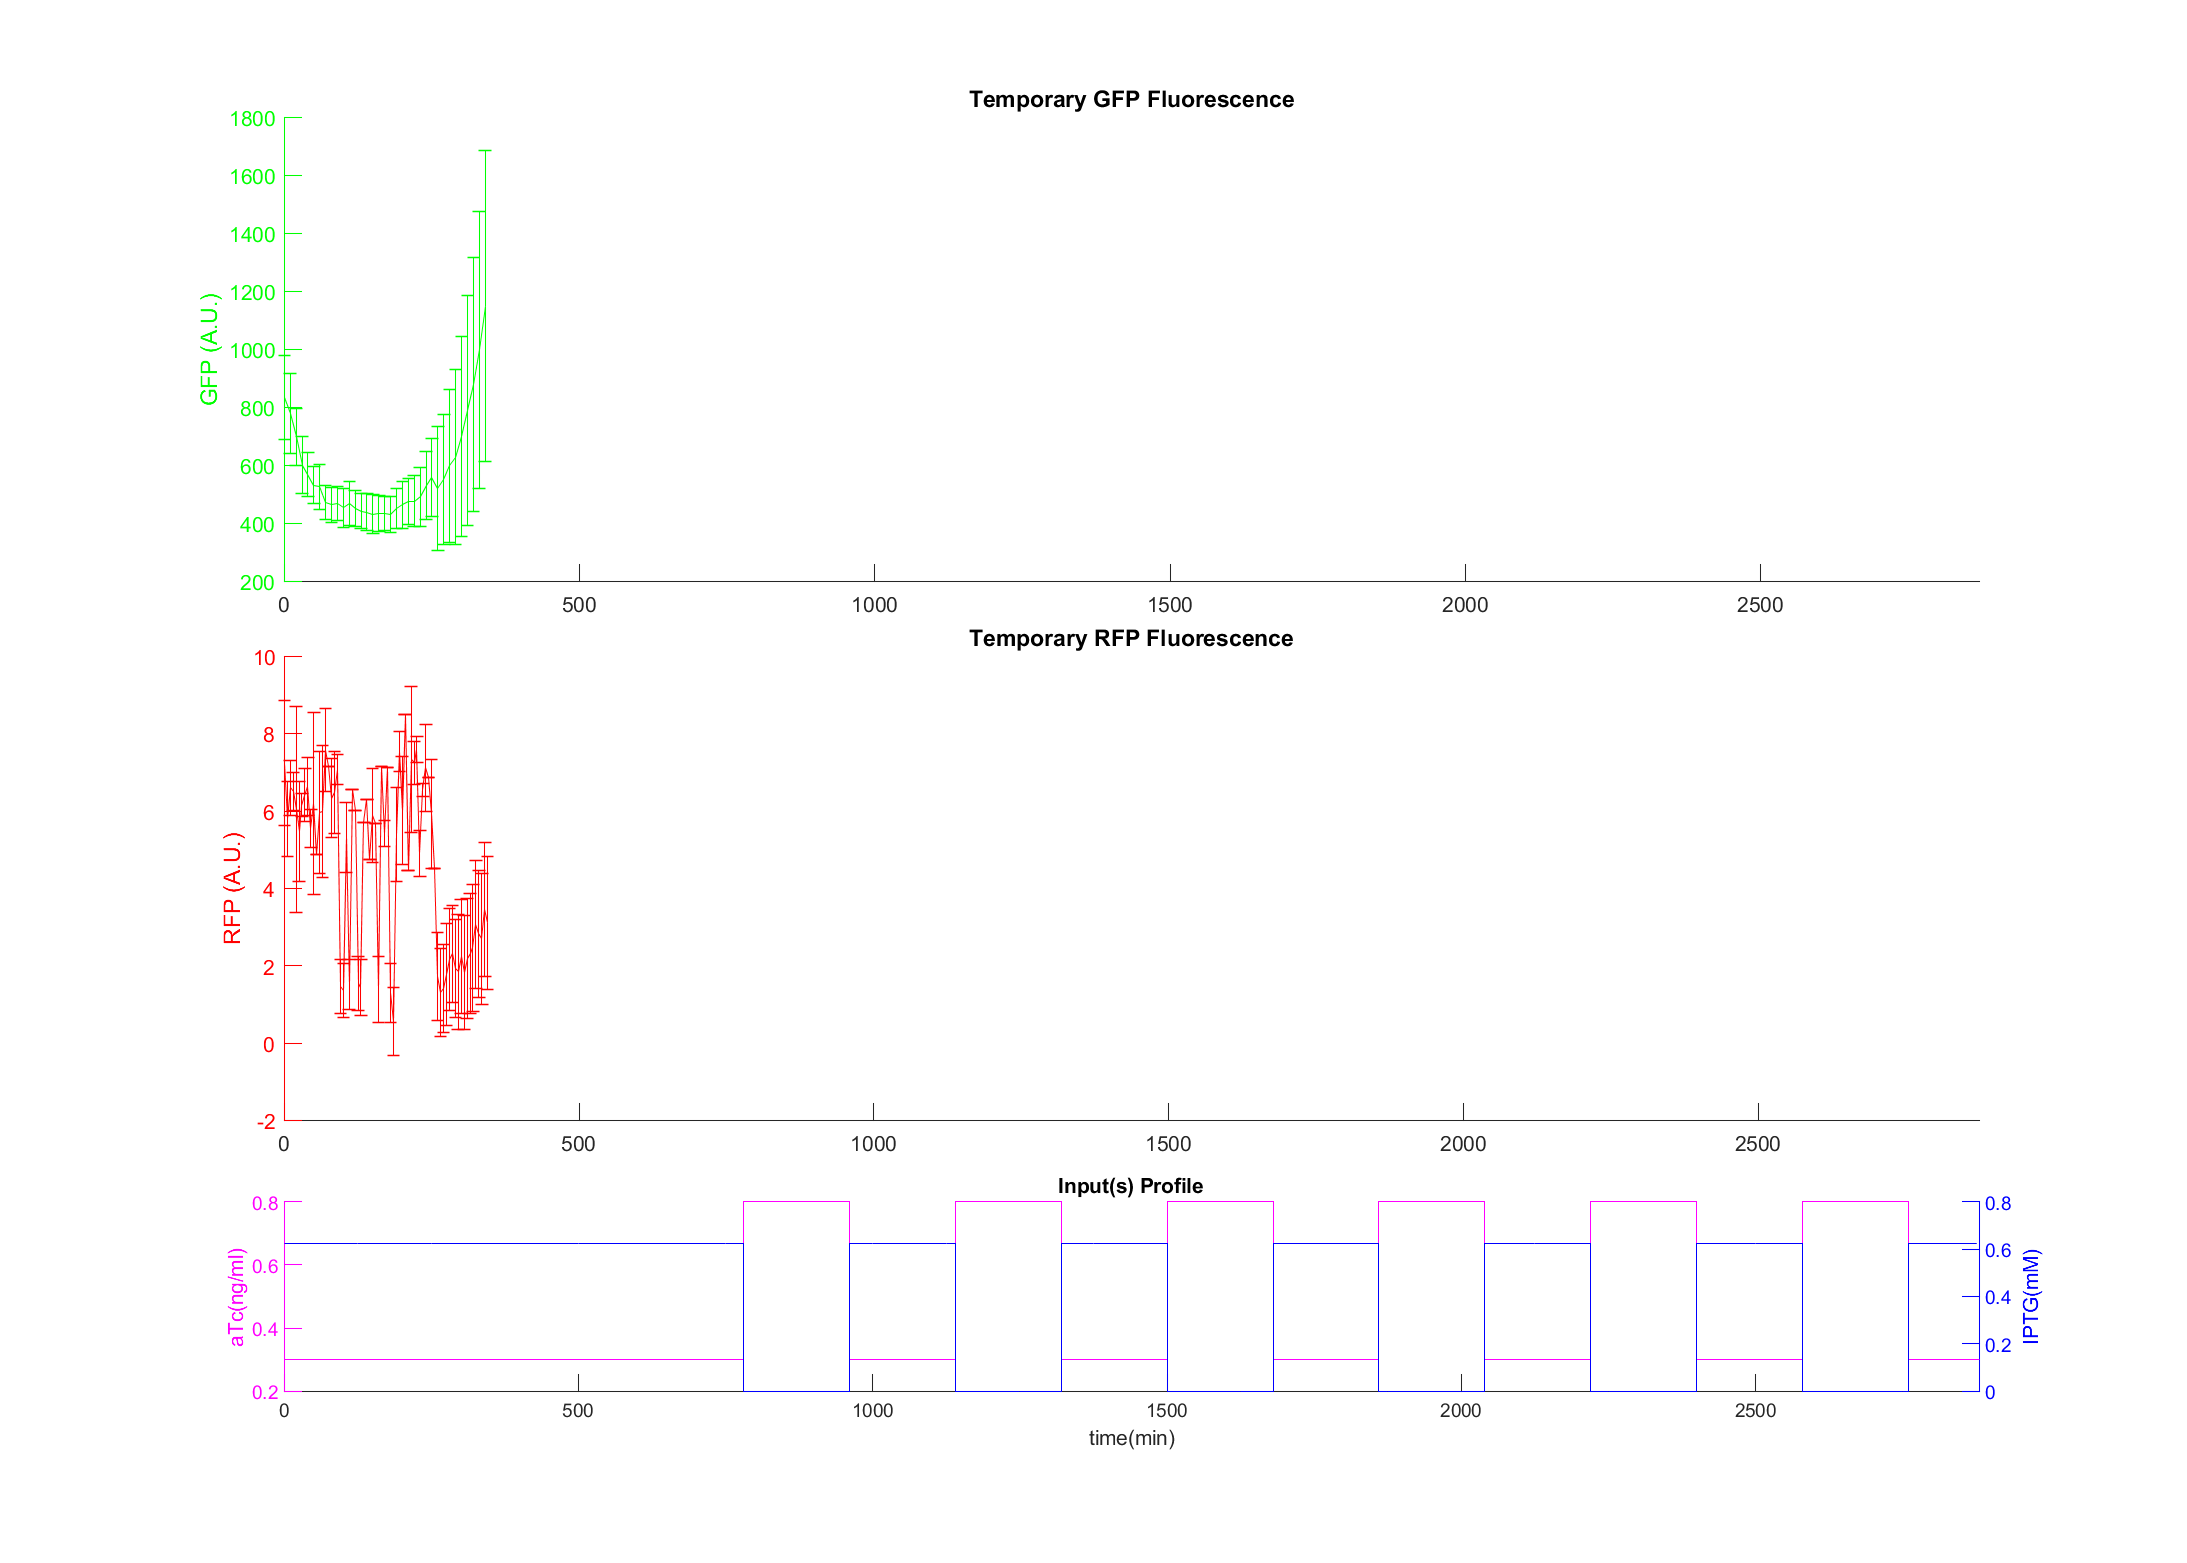 Temporary GFP Fluorescence
1800
1600
1400
1200
1000
800
600
400
200
GFP (A.U.)
0 500 1000 1500 2000 2500
Temporary RFP Fluorescence
10
8
6
4
2
0
-2
RFP (A.U.)
0 500 1000 1500 2000 2500
Input(s) Profile
0.8
0.6
0.4
0.2
aTc(ng/ml)
0.8
0.6
0.4
0.2
0
IPTG(mM)
0 500 1000 1500 2000 2500
time(min)